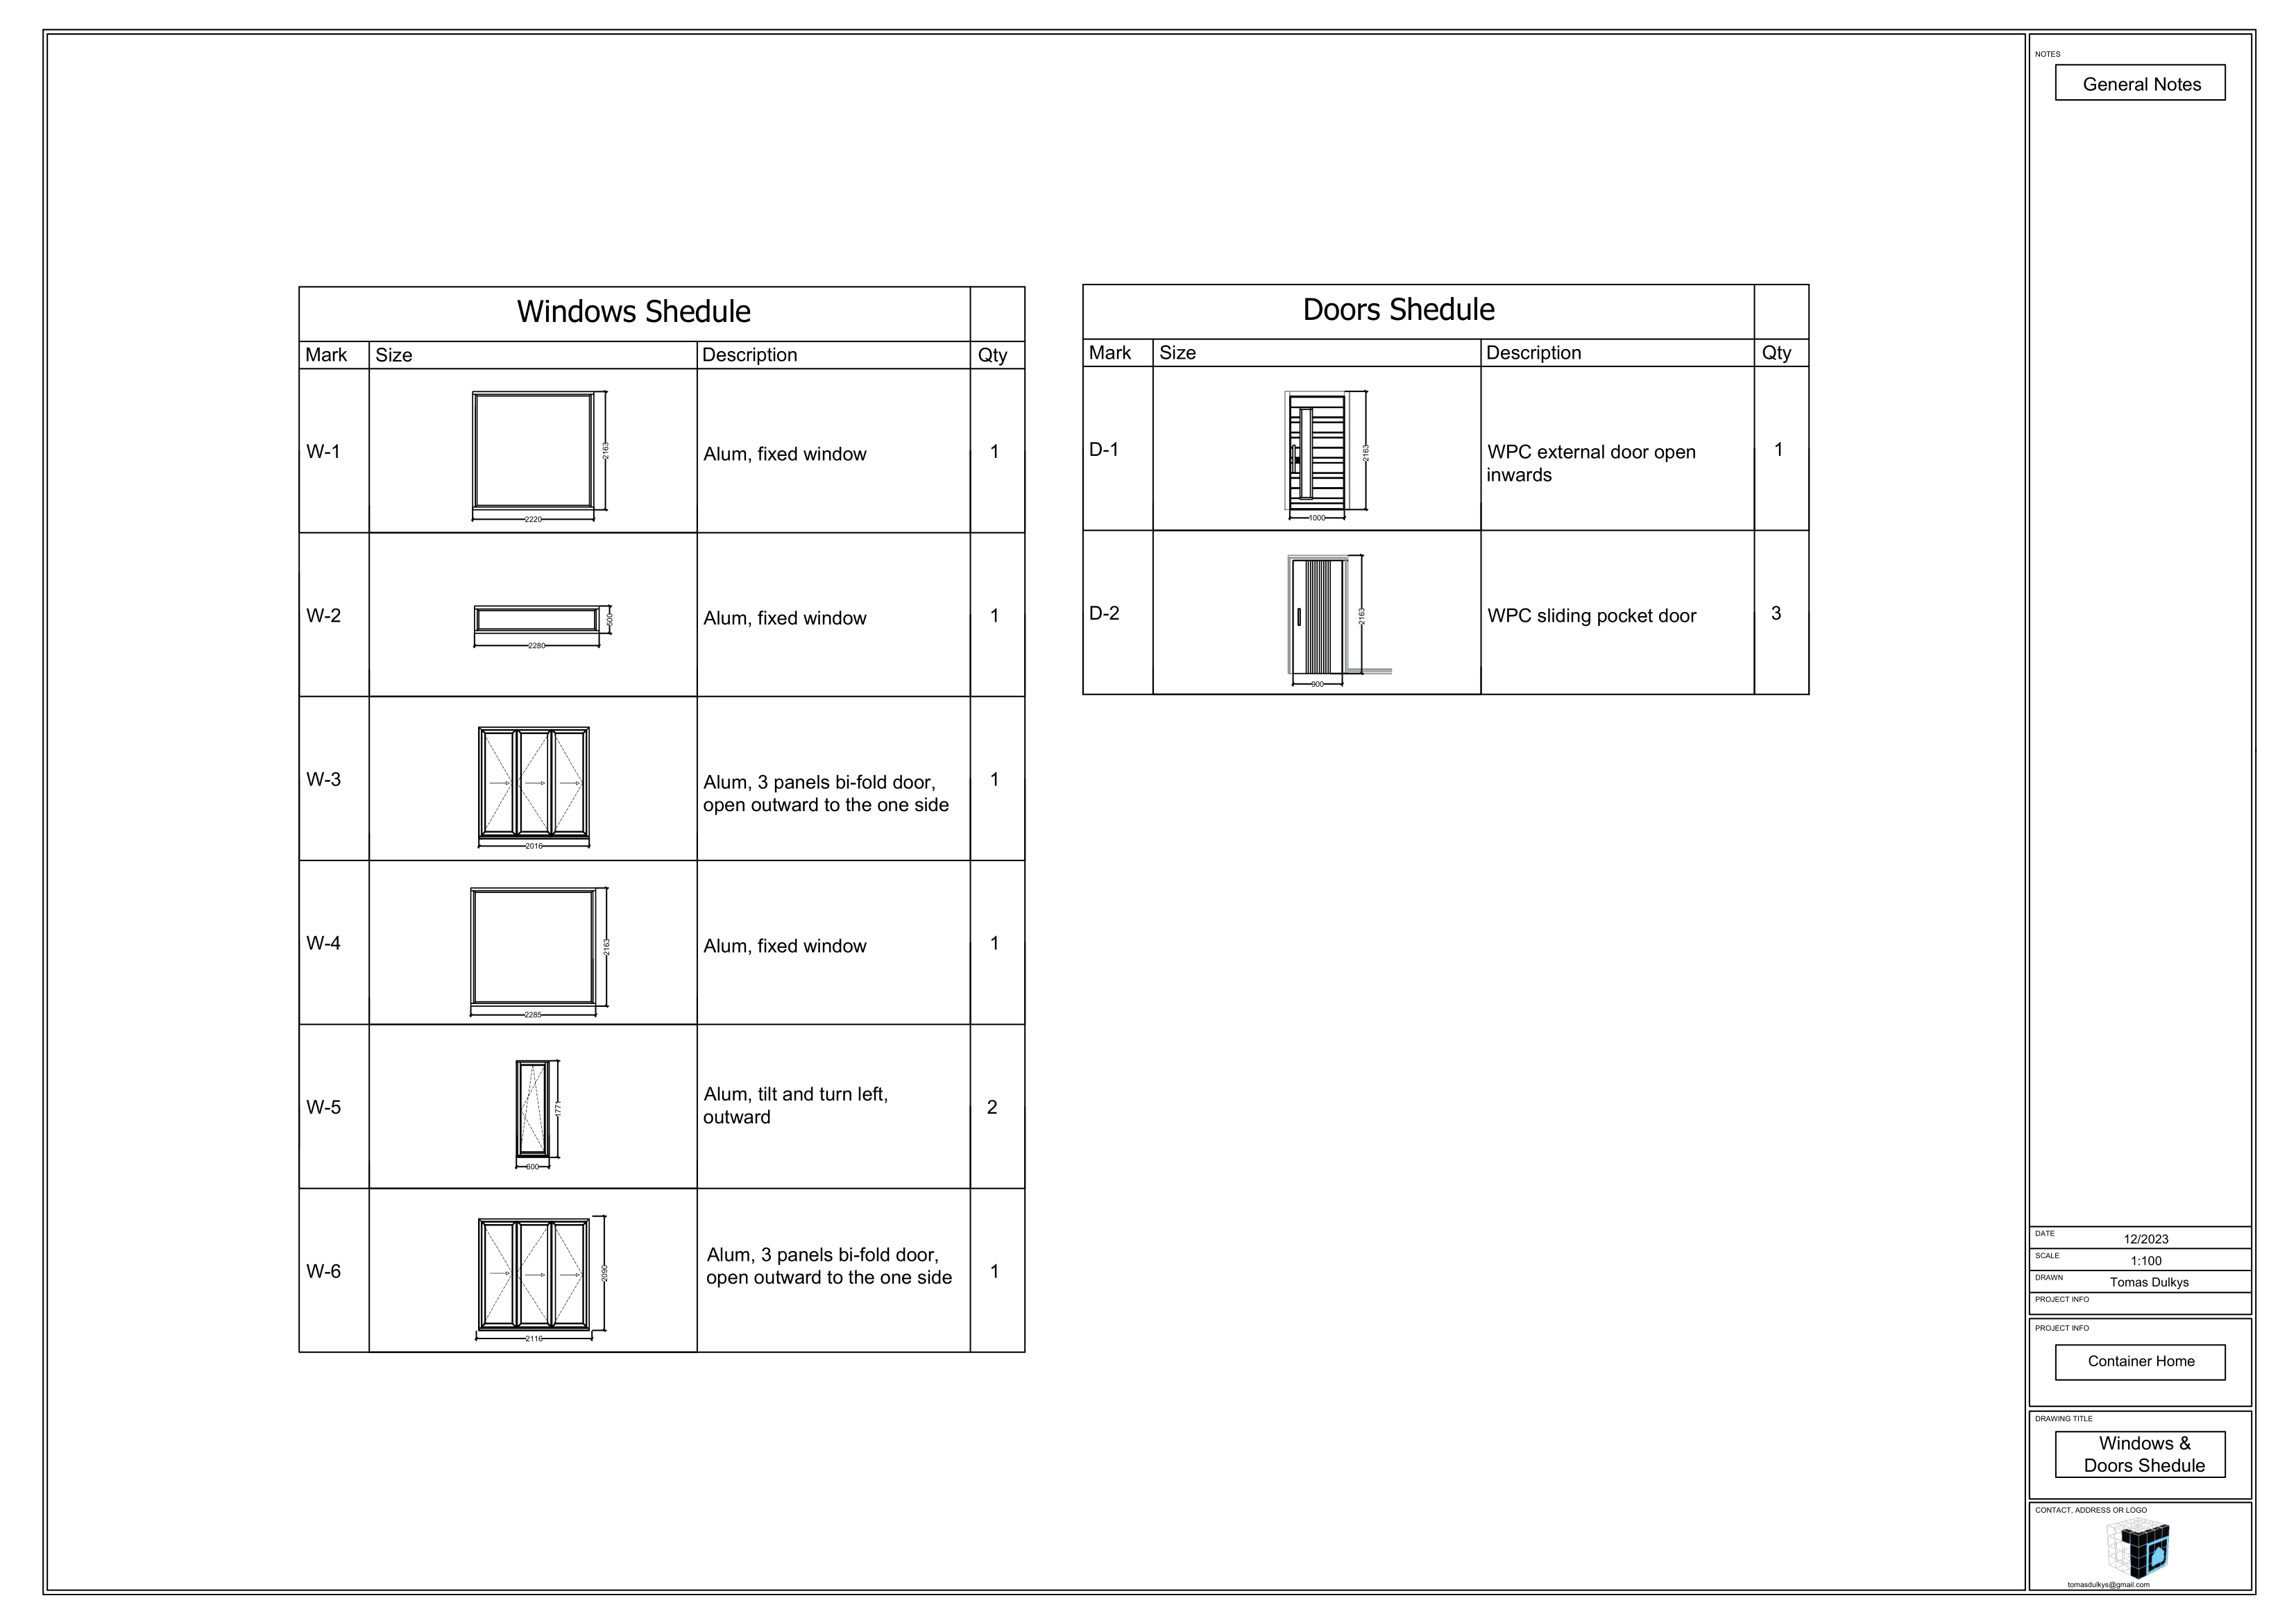 NOTES
General Notes
Windows Shedule
Mark Size Description Qty
W-1 2163 2220 Alum, fixed window 1
W-2 500 2280 Alum, fixed window 1
W-3 2016 Alum, 3 panels bi-fold door,
open outward to the one side 1
W-4 2163 2285 Alum, fixed window 1
W-5 1771 600 Alum, tilt and turn left,
outward 2
W-6 2090 2116 Alum, 3 panels bi-fold door,
open outward to the one side 1
Doors Shedule
Mark Size Description Qty
D-1 2163 1000 WPC external door open
inwards 1
D-2 2163 900 WPC sliding pocket door 3
DATE 12/2023
SCALE 1:100
DRAWN Tomas Dulkys
PROJECT INFO
PROJECT INFO
Container Home
DRAWING TITLE
Windows &
Doors Shedule
CONTACT, ADDRESS OR LOGO
tomasdulkys@gmail.com